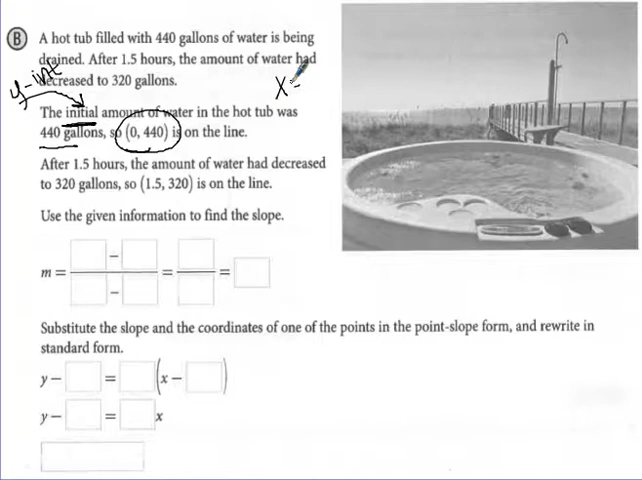 B A hot tub filled with 440 gallons of water is being
drained. After 1.5 hours, the amount of water had
decreased to 320 gallons.
x=
y-int
The initial amount of water in the hot tub was
440 gallons, so (0, 440) is on the line.
After 1.5 hours, the amount of water had decreased
to 320 gallons, so (1.5, 320) is on the line.
Use the given information to find the slope.
m = – / – = =
Substitute the slope and the coordinates of one of the points in the point-slope form, and rewrite in
standard form.
y – = (x – )
y – = x